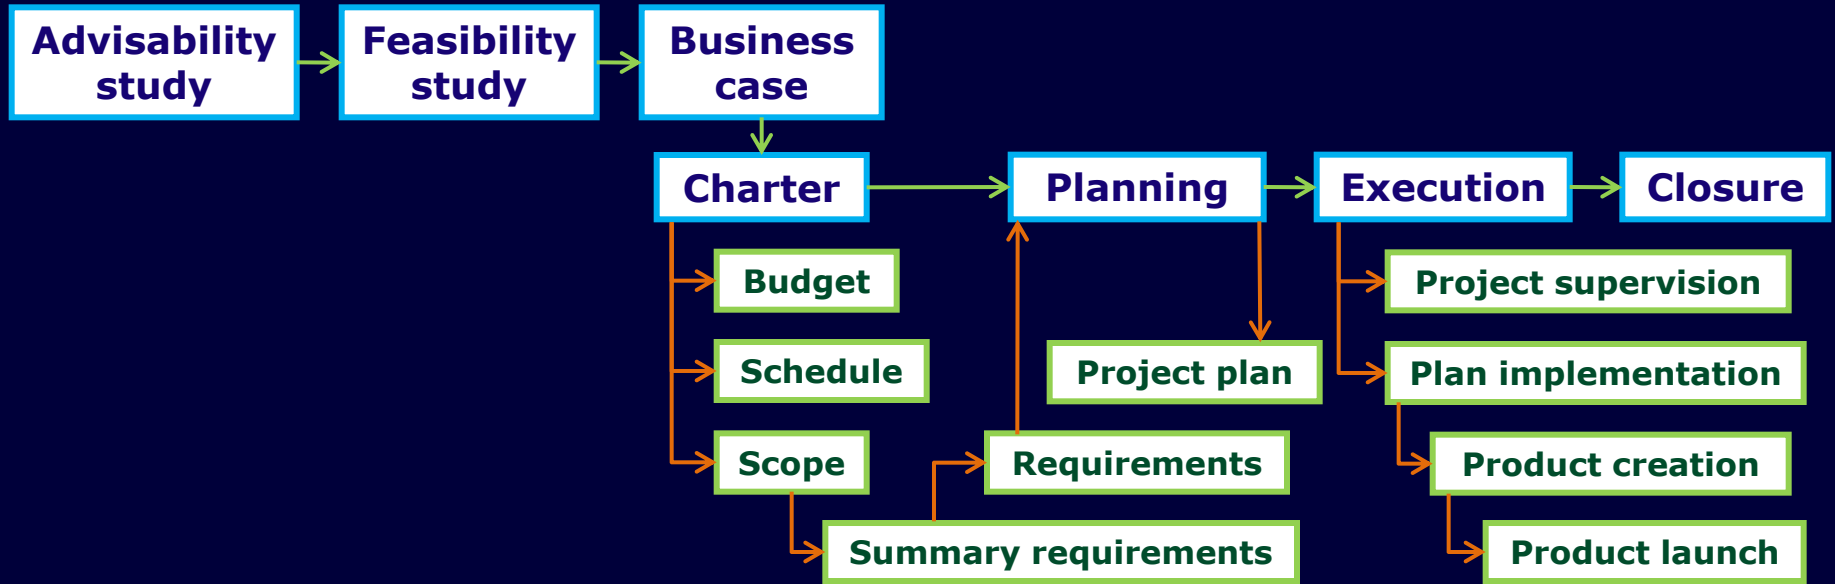 Advisability
study
Feasibility
study
Business
case
Charter
Planning
Execution
Closure
Budget
Project supervision
Schedule
Project plan
Plan implementation
Scope
Requirements
Product creation
Summary requirements
Product launch